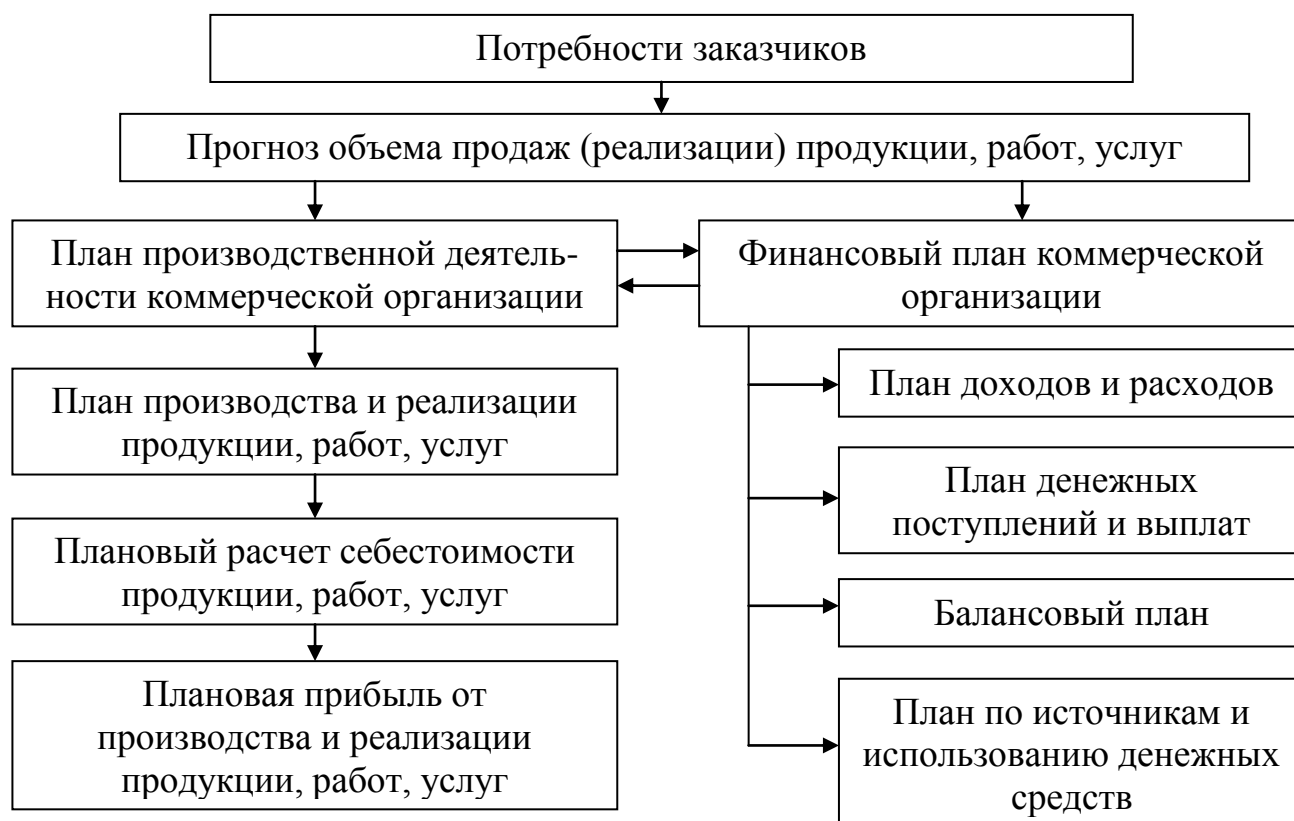 Потребности заказчиков
Прогноз объема продаж (реализации) продукции, работ, услуг
План производственной деятель-
ности коммерческой организации
Финансовый план коммерческой
организации
План производства и реализации
продукции, работ, услуг
Плановый расчет себестоимости
продукции, работ, услуг
Плановая прибыль от
производства и реализации
продукции, работ, услуг
План доходов и расходов
План денежных
поступлений и выплат
Балансовый план
План по источникам и
использованию денежных
средств